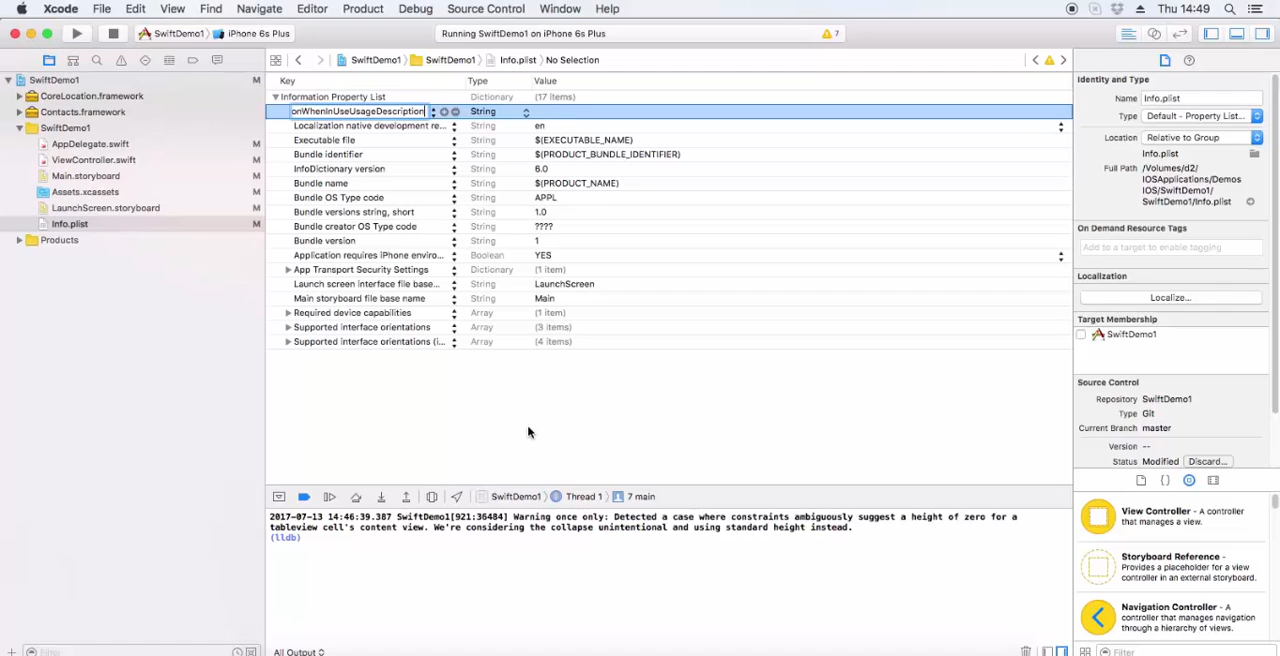 Xcode File Edit View Find Navigate Editor Product Debug Source Control Window Help Thu 14:49
SwiftDemo1 iPhone 6s Plus Running SwiftDemo1 on iPhone 6s Plus 7
SwiftDemo1 SwiftDemo1 Info.plist No Selection
SwiftDemo1 M
CoreLocation.framework M
Contacts.framework M
SwiftDemo1
AppDelegate.swift M
ViewController.swift M
Main.storyboard M
Assets.xcassets M
LaunchScreen.storyboard M
Info.plist M
Products
Filter
Key Type Value
Information Property List Dictionary (17 items)
onWhenInUseUsageDescription String
Localization native development re... String en
Executable file String $(EXECUTABLE_NAME)
Bundle identifier String $(PRODUCT_BUNDLE_IDENTIFIER)
InfoDictionary version String 6.0
Bundle name String $(PRODUCT_NAME)
Bundle OS Type code String APPL
Bundle versions string, short String 1.0
Bundle creator OS Type code String ????
Bundle version String 1
Application requires iPhone enviro... Boolean YES
App Transport Security Settings Dictionary (1 item)
Launch screen interface file base... String LaunchScreen
Main storyboard file base name String Main
Required device capabilities Array (1 item)
Supported interface orientations Array (3 items)
Supported interface orientations (i... Array (4 items)
SwiftDemo1 Thread 1 7 main
2017-07-13 14:46:39.387 SwiftDemo1[921:36484] Warning once only: Detected a case where constraints ambiguously suggest a height of zero for a
tableview cell's content view. We're considering the collapse unintentional and using standard height instead.
(lldb)
All Output
Identity and Type
Name Info.plist
Type Default - Property List...
Location Relative to Group
Info.plist
Full Path /Volumes/d2/
IOSApplications/Demos
IOS/SwiftDemo1/
SwiftDemo1/Info.plist
On Demand Resource Tags
Add to a target to enable tagging
Localization
Localize...
Target Membership
SwiftDemo1
Source Control
Repository SwiftDemo1
Type Git
Current Branch master
Version --
Status Modified Discard...
View Controller - A controller
that manages a view.
Storyboard Reference -
Provides a placeholder for a view
controller in an external storyboard.
Navigation Controller - A
controller that manages navigation
through a hierarchy of views.
Filter